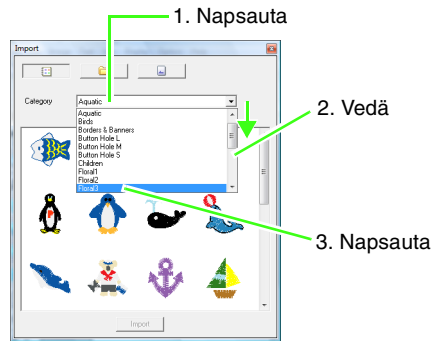 1. Napsauta
Import
Category
Aquatic
Aquatic
Birds
Borders & Banners
Button Hole L
Button Hole M
Button Hole S
Children
Floral1
Floral2
Floral3
2. Vedä
3. Napsauta
Import